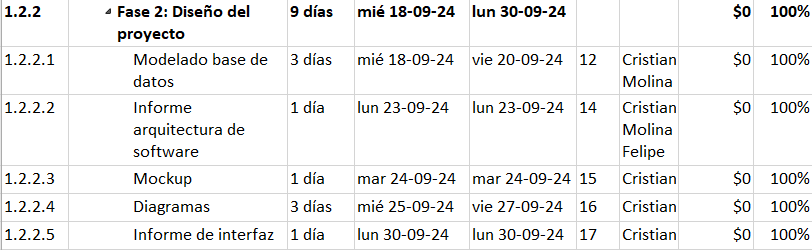 1.2.2 Fase 2: Diseño del proyecto 9 días mié 18-09-24 lun 30-09-24 $0 100%
1.2.2.1 Modelado base de datos 3 días mié 18-09-24 vie 20-09-24 12 Cristian Molina $0 100%
1.2.2.2 Informe arquitectura de software 1 día lun 23-09-24 lun 23-09-24 14 Cristian Molina Felipe $0 100%
1.2.2.3 Mockup 1 día mar 24-09-24 mar 24-09-24 15 Cristian $0 100%
1.2.2.4 Diagramas 3 días mié 25-09-24 vie 27-09-24 16 Cristian $0 100%
1.2.2.5 Informe de interfaz 1 día lun 30-09-24 lun 30-09-24 17 Cristian $0 100%